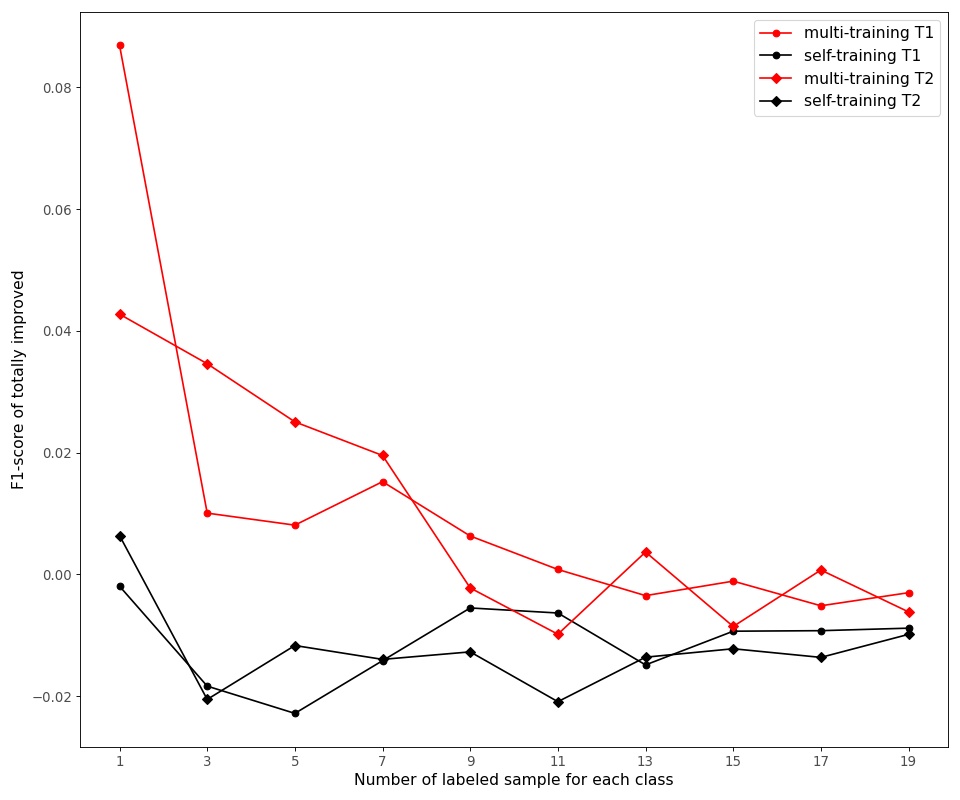 multi-training T1
self-training T1
multi-training T2
self-training T2
F1-score of totally improved
0.08
0.06
0.04
0.02
0.00
−0.02
1 3 5 7 9 11 13 15 17 19
Number of labeled sample for each class